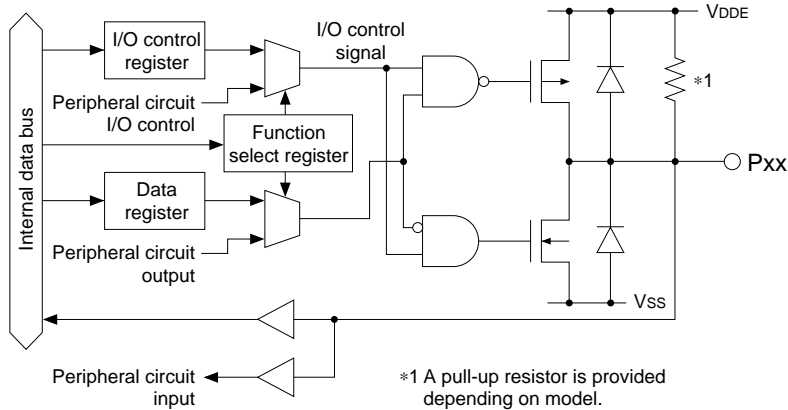 VDDE
I/O control
register
I/O control
signal
*1
Peripheral circuit
I/O control
Function
select register
Internal data bus
Pxx
Data
register
Peripheral circuit
output
VSS
Peripheral circuit
input
*1 A pull-up resistor is provided
depending on model.